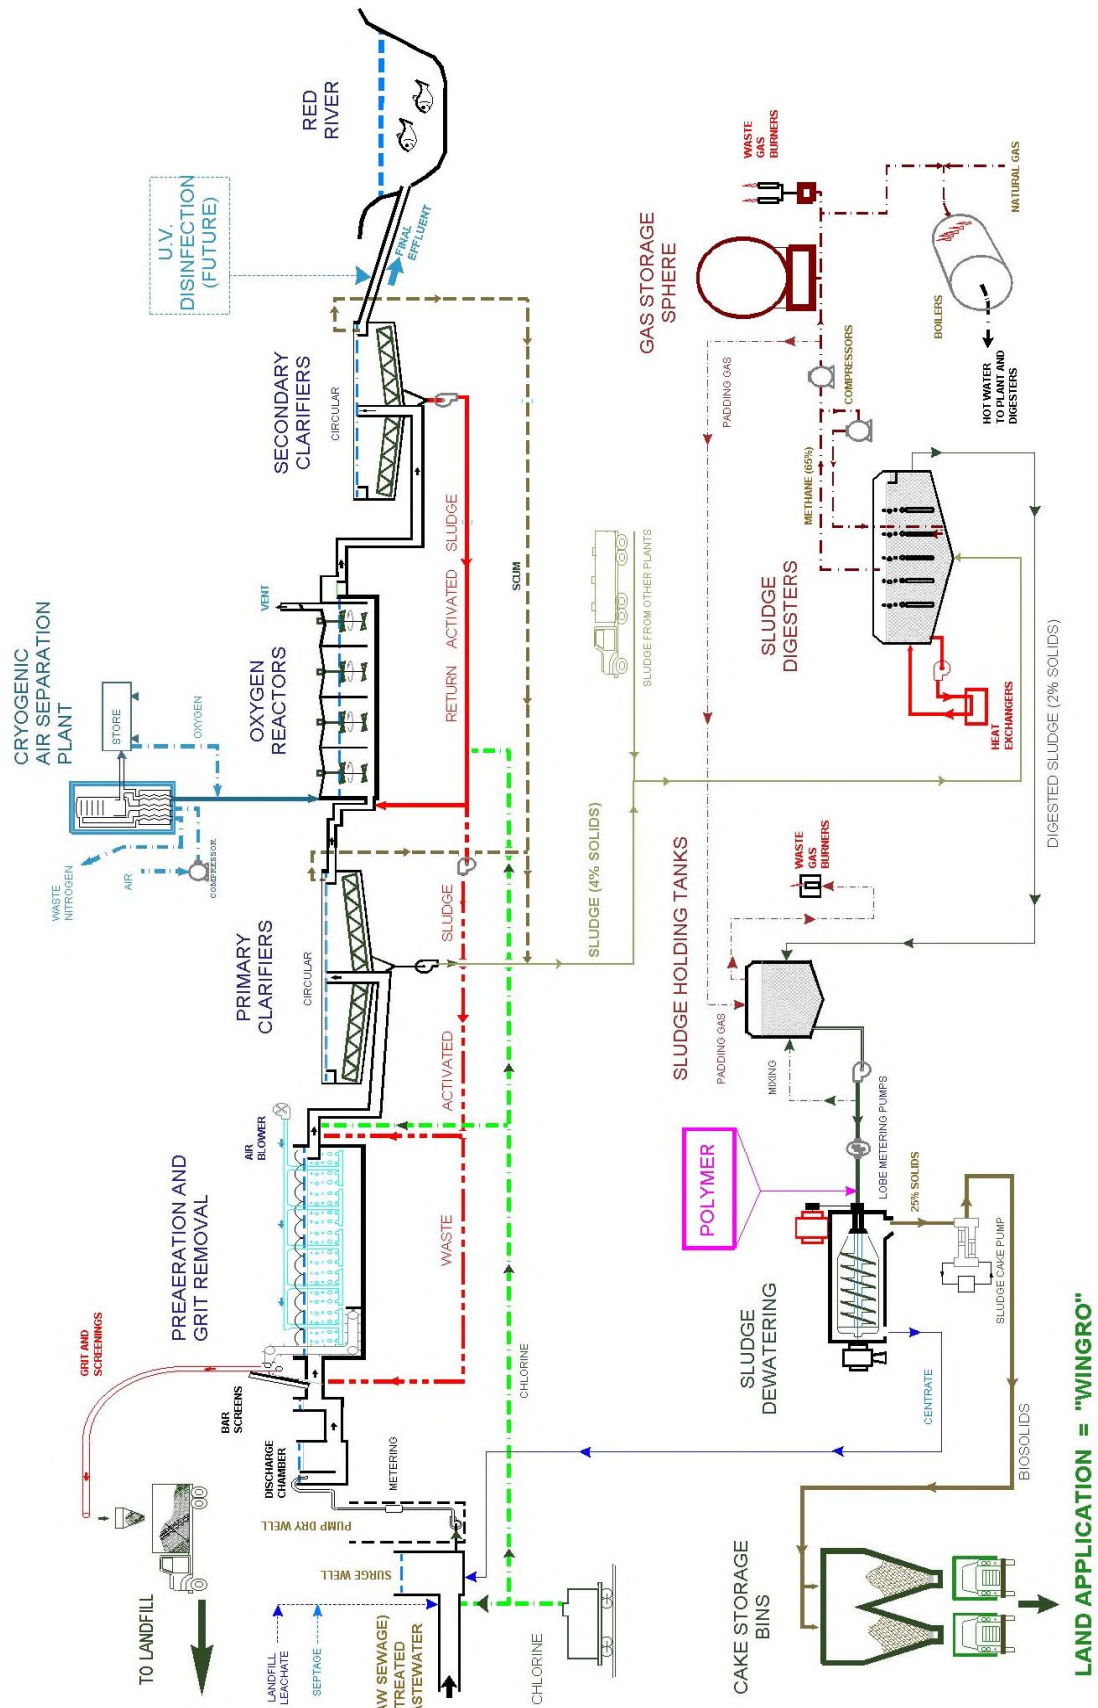 TO LANDFILL
GRIT AND
SCREENINGS
CRYOGENIC
AIR SEPARATION
PLANT
STORE
OXYGEN
WASTE
NITROGEN
AIR
COMPRESSOR
U.V.
DISINFECTION
(FUTURE)
PREAERATION AND
GRIT REMOVAL
BAR
SCREENS
AIR
BLOWER
PRIMARY
CLARIFIERS
CIRCULAR
OXYGEN
REACTORS
VENT
SECONDARY
CLARIFIERS
CIRCULAR
RED
RIVER
FINAL
EFFLUENT
LANDFILL
LEACHATE
SEPTAGE
AW SEWAGE)
TREATED
ASTEWATER
SURGE WELL
PUMP DRY WELL
DISCHARGE
CHAMBER
METERING
WASTE
ACTIVATED
SLUDGE
RETURN ACTIVATED SLUDGE
CHLORINE
CHLORINE
SCUM
SLUDGE (4% SOLIDS)
SLUDGE FROM OTHER PLANTS
GAS STORAGE
SPHERE
WASTE
GAS
BURNERS
PADDING GAS
SLUDGE HOLDING TANKS
PADDING GAS
MIXING
WASTE
GAS
BURNERS
SLUDGE
DIGESTERS
METHANE (65%)
COMPRESSORS
BOILERS
NATURAL GAS
HOT WATER
TO PLANT AND
DIGESTERS
HEAT
EXCHANGERS
DIGESTED SLUDGE (2% SOLIDS)
POLYMER
LOBE METERING PUMPS
SLUDGE
DEWATERING
25% SOLIDS
SLUDGE CAKE PUMP
CENTRATE
BIOSOLIDS
CAKE STORAGE
BINS
LAND APPLICATION = "WINGRO"